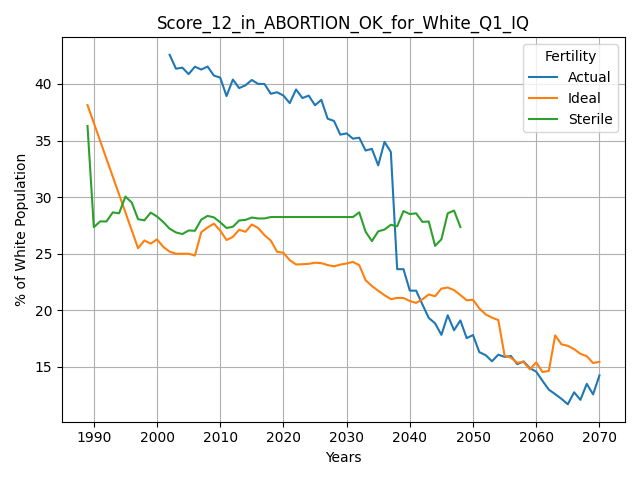 Score_12_in_ABORTION_OK_for_White_Q1_IQ
Fertility
Actual
Ideal
Sterile
% of White Population
40
35
30
25
20
15
1990 2000 2010 2020 2030 2040 2050 2060 2070
Years